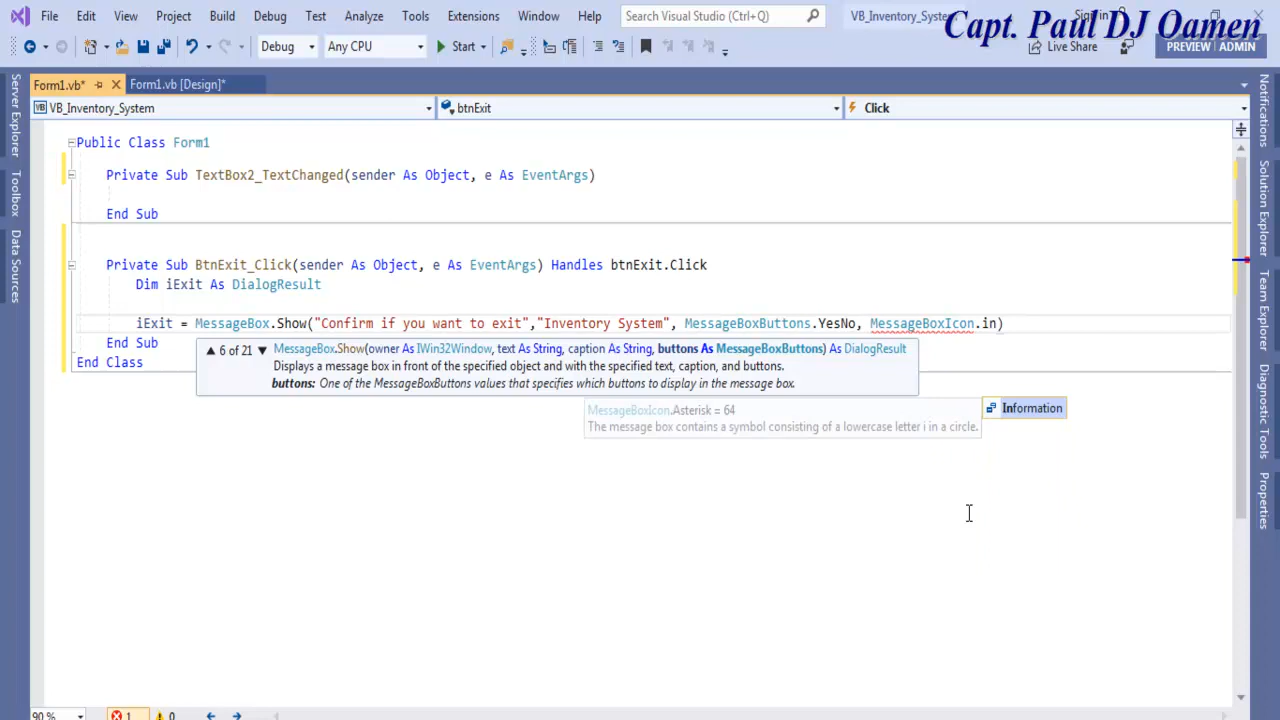 File Edit View Project Build Debug Test Analyze Tools Extensions Window Help Search Visual Studio (Ctrl+Q) VB_Inventory_System
Capt. Paul DJ Oamen
Debug Any CPU Start Live Share PREVIEW ADMIN
Form1.vb* Form1.vb [Design]*
VB_Inventory_System btnExit Click
Server Explorer
Toolbox
Data Sources
Public Class Form1
Private Sub TextBox2_TextChanged(sender As Object, e As EventArgs)
End Sub
Private Sub BtnExit_Click(sender As Object, e As EventArgs) Handles btnExit.Click
Dim iExit As DialogResult
iExit = MessageBox.Show("Confirm if you want to exit","Inventory System", MessageBoxButtons.YesNo, MessageBoxIcon.in)
End Sub
End Class
6 of 21 MessageBox.Show(owner As IWin32Window, text As String, caption As String, buttons As MessageBoxButtons) As DialogResult
Displays a message box in front of the specified object and with the specified text, caption, and buttons.
buttons: One of the MessageBoxButtons values that specifies which buttons to display in the message box.
MessageBoxIcon.Asterisk = 64
The message box contains a symbol consisting of a lowercase letter i in a circle.
Information
Notifications
Solution Explorer
Team Explorer
Diagnostic Tools
Properties
90 % 1 0